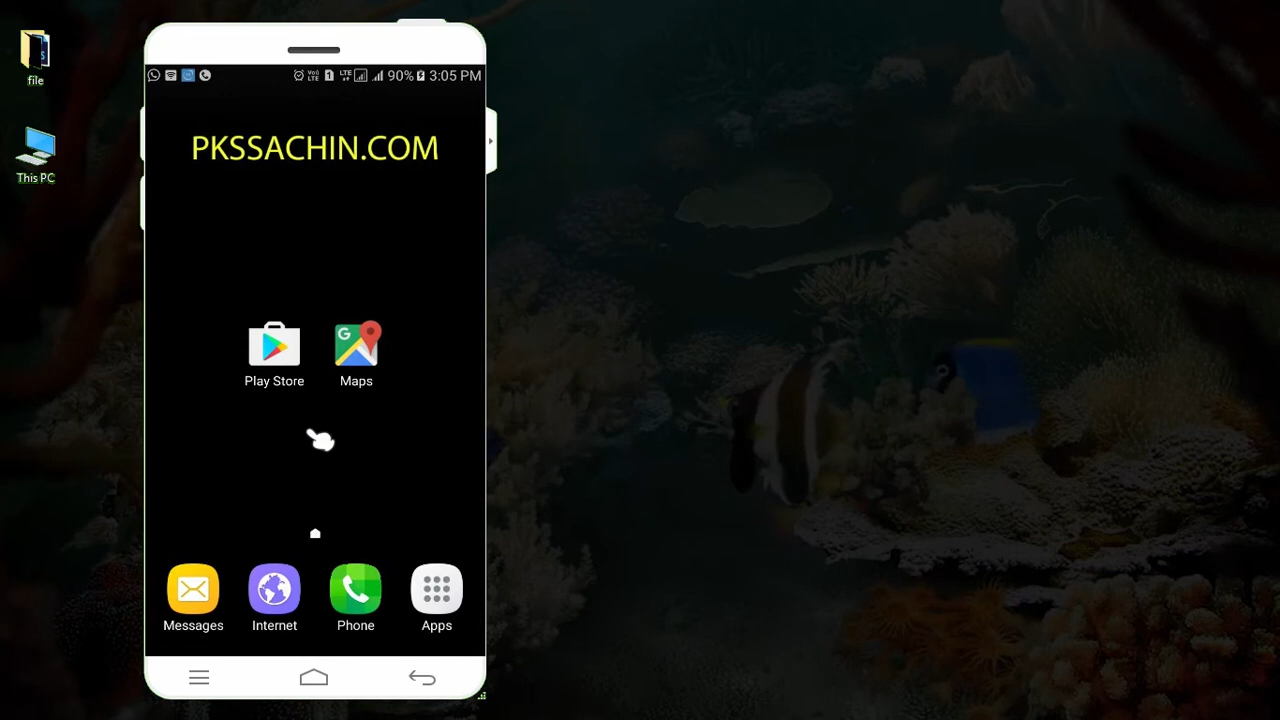 90% 3:05 PM
PKSSACHIN.COM
file
This PC
Play Store
Maps
Messages
Internet
Phone
Apps